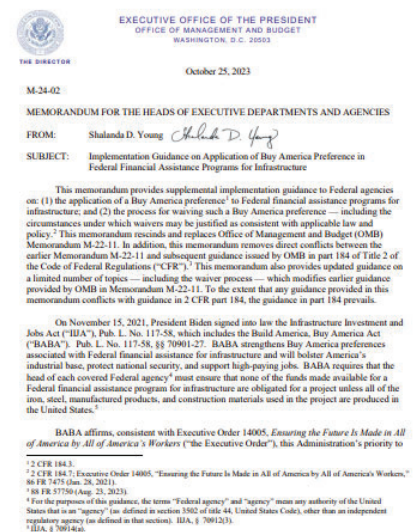 EXECUTIVE OFFICE OF THE PRESIDENT
OFFICE OF MANAGEMENT AND BUDGET
WASHINGTON, D.C. 20503
THE DIRECTOR
October 25, 2023
M-24-02
MEMORANDUM FOR THE HEADS OF EXECUTIVE DEPARTMENTS AND AGENCIES
FROM: Shalanda D. Young Shalanda D. Young
SUBJECT: Implementation Guidance on Application of Buy America Preference in
Federal Financial Assistance Programs for Infrastructure
This memorandum provides supplemental implementation guidance to Federal agencies
on: (1) the application of a Buy America preference¹ to Federal financial assistance programs for
infrastructure; and (2) the process for waiving such a Buy America preference — including the
circumstances under which waivers may be justified as consistent with applicable law and
policy.² This memorandum rescinds and replaces Office of Management and Budget (OMB)
Memorandum M-22-11. In addition, this memorandum removes direct conflicts between the
earlier Memorandum M-22-11 and subsequent guidance issued by OMB in part 184 of Title 2 of
the Code of Federal Regulations ("CFR").³ This memorandum also provides updated guidance on
a limited number of topics — including the waiver process — which modifies earlier guidance
provided by OMB in Memorandum M-22-11. To the extent that any guidance provided in this
memorandum conflicts with guidance in 2 CFR part 184, the guidance in part 184 prevails.
On November 15, 2021, President Biden signed into law the Infrastructure Investment and
Jobs Act ("IIJA"), Pub. L. No. 117-58, which includes the Build America, Buy America Act
("BABA"). Pub. L. No. 117-58, §§ 70901-27. BABA strengthens Buy America preferences
associated with Federal financial assistance for infrastructure and will bolster America's
industrial base, protect national security, and support high-paying jobs. BABA requires that the
head of each covered Federal agency⁴ must ensure that none of the funds made available for a
Federal financial assistance program for infrastructure are obligated for a project unless all of the
iron, steel, manufactured products, and construction materials used in the project are produced in
the United States.⁵
BABA affirms, consistent with Executive Order 14005, Ensuring the Future Is Made in All
of America by All of America's Workers ("the Executive Order"), this Administration's priority to
¹ 2 CFR 184.3.
² 2 CFR 184.7; Executive Order 14005, "Ensuring the Future is Made in All of America by All of America's Workers,"
86 FR 7475 (Jan. 28, 2021).
³ 88 FR 57750 (Aug. 23, 2023).
⁴ For the purposes of this guidance, the terms "Federal agency" and "agency" mean any authority of the United
States that is an "agency" (as defined in section 3502 of title 44, United States Code), other than an independent
regulatory agency (as defined in that section). IIJA, § 70912(3).
⁵ IIJA, § 70914(a).